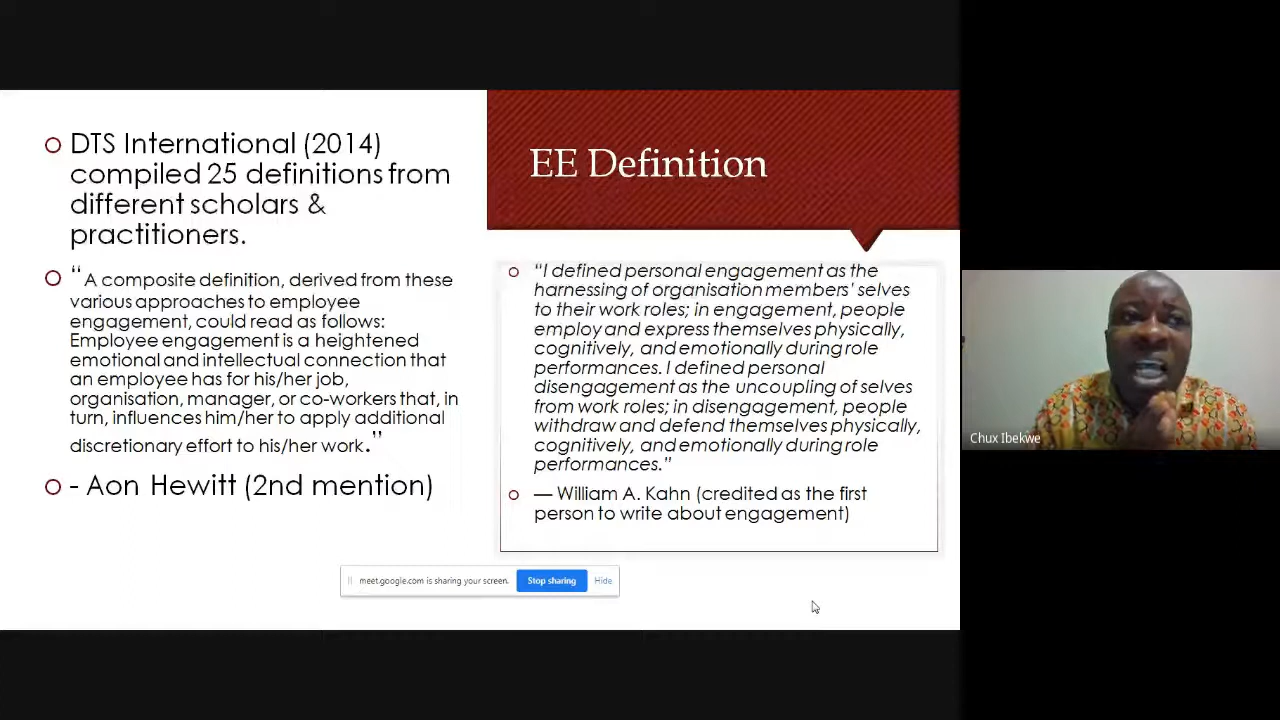 DTS International (2014)
compiled 25 definitions from
different scholars &
practitioners.
“A composite definition, derived from these
various approaches to employee
engagement, could read as follows:
Employee engagement is a heightened
emotional and intellectual connection that
an employee has for his/her job,
organisation, manager, or co-workers that, in
turn, influences him/her to apply additional
discretionary effort to his/her work.”
- Aon Hewitt (2nd mention)
EE Definition
“I defined personal engagement as the
harnessing of organisation members’ selves
to their work roles; in engagement, people
employ and express themselves physically,
cognitively, and emotionally during role
performances. I defined personal
disengagement as the uncoupling of selves
from work roles; in disengagement, people
withdraw and defend themselves physically,
cognitively, and emotionally during role
performances.”
— William A. Kahn (credited as the first
person to write about engagement)
meet.google.com is sharing your screen.
Stop sharing
Hide
Chux Ibekwe